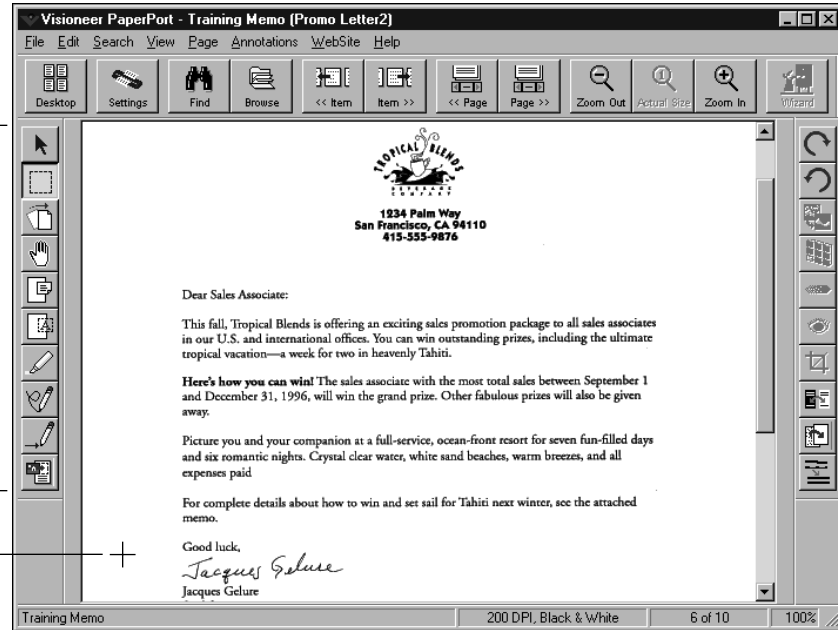 Visioneer PaperPort - Training Memo (Promo Letter2)
File Edit Search View Page Annotations WebSite Help
Desktop Settings Find Browse << Item Item >> << Page Page >> Zoom Out Actual Size Zoom In Wizard
TROPICAL BLENDS
BEVERAGE
COMPANY
1234 Palm Way
San Francisco, CA 94110
415-555-9876
Dear Sales Associate:
This fall, Tropical Blends is offering an exciting sales promotion package to all sales associates
in our U.S. and international offices. You can win outstanding prizes, including the ultimate
tropical vacation—a week for two in heavenly Tahiti.
Here's how you can win! The sales associate with the most total sales between September 1
and December 31, 1996, will win the grand prize. Other fabulous prizes will also be given
away.
Picture you and your companion at a full-service, ocean-front resort for seven fun-filled days
and six romantic nights. Crystal clear water, white sand beaches, warm breezes, and all
expenses paid
For complete details about how to win and set sail for Tahiti next winter, see the attached
memo.
Good luck,
Jacques Gelure
Jacques Gelure
Training Memo 200 DPI, Black & White 6 of 10 100%